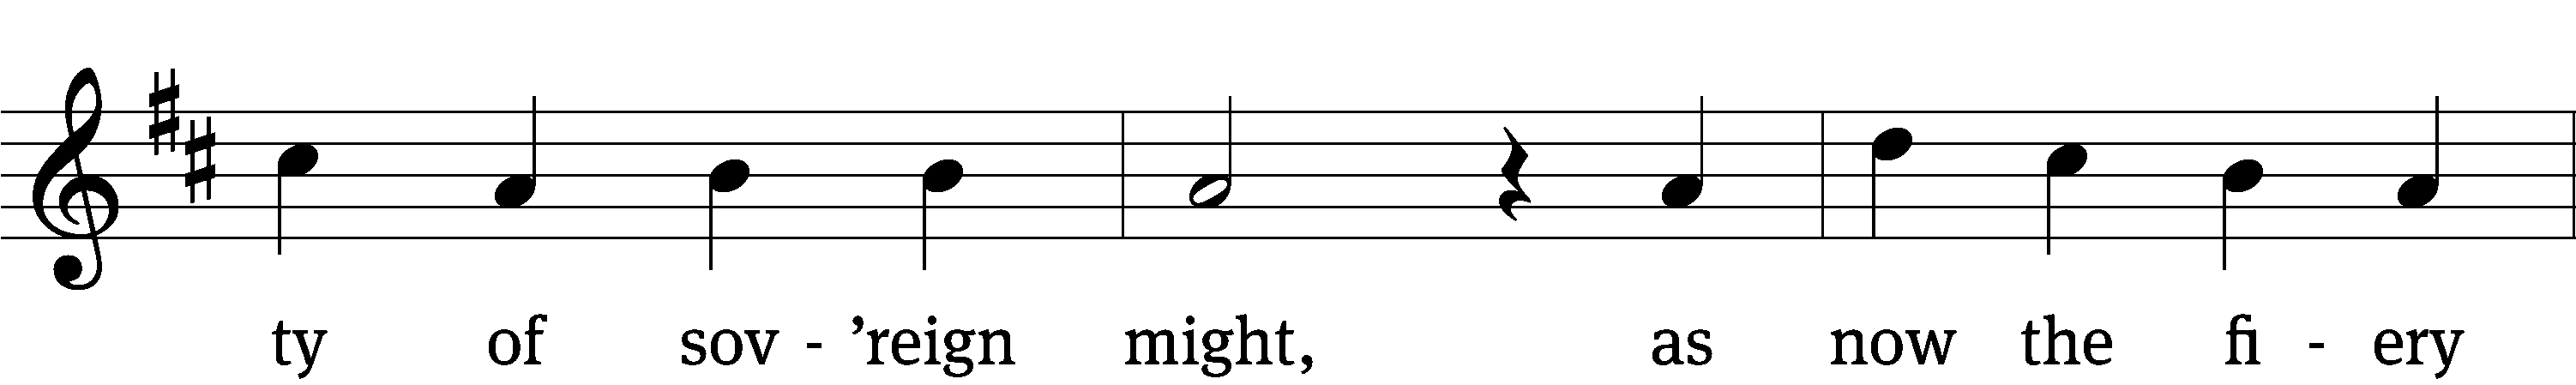 ty of sov - ’reign might, as now the fi - ery